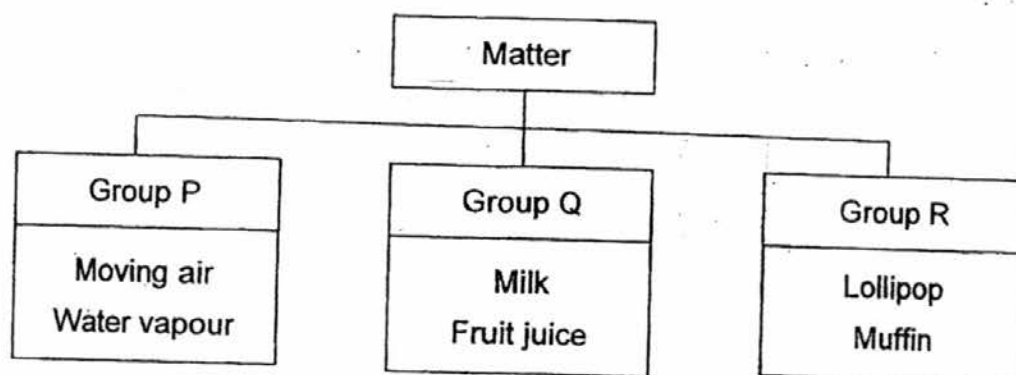 Matter
Group P
Moving air
Water vapour
Group Q
Milk
Fruit juice
Group R
Lollipop
Muffin